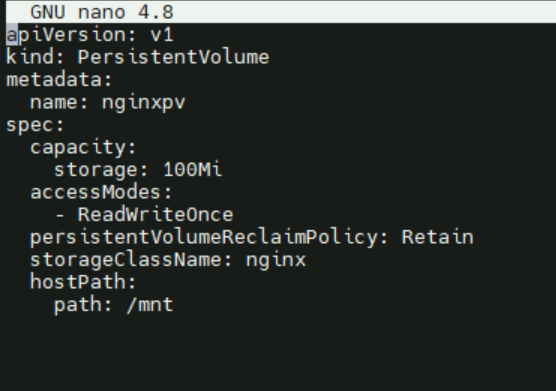 GNU nano 4.8
apiVersion: v1
kind: PersistentVolume
metadata:
  name: nginxpv
spec:
  capacity:
    storage: 100Mi
  accessModes:
    - ReadWriteOnce
  persistentVolumeReclaimPolicy: Retain
  storageClassName: nginx
  hostPath:
    path: /mnt